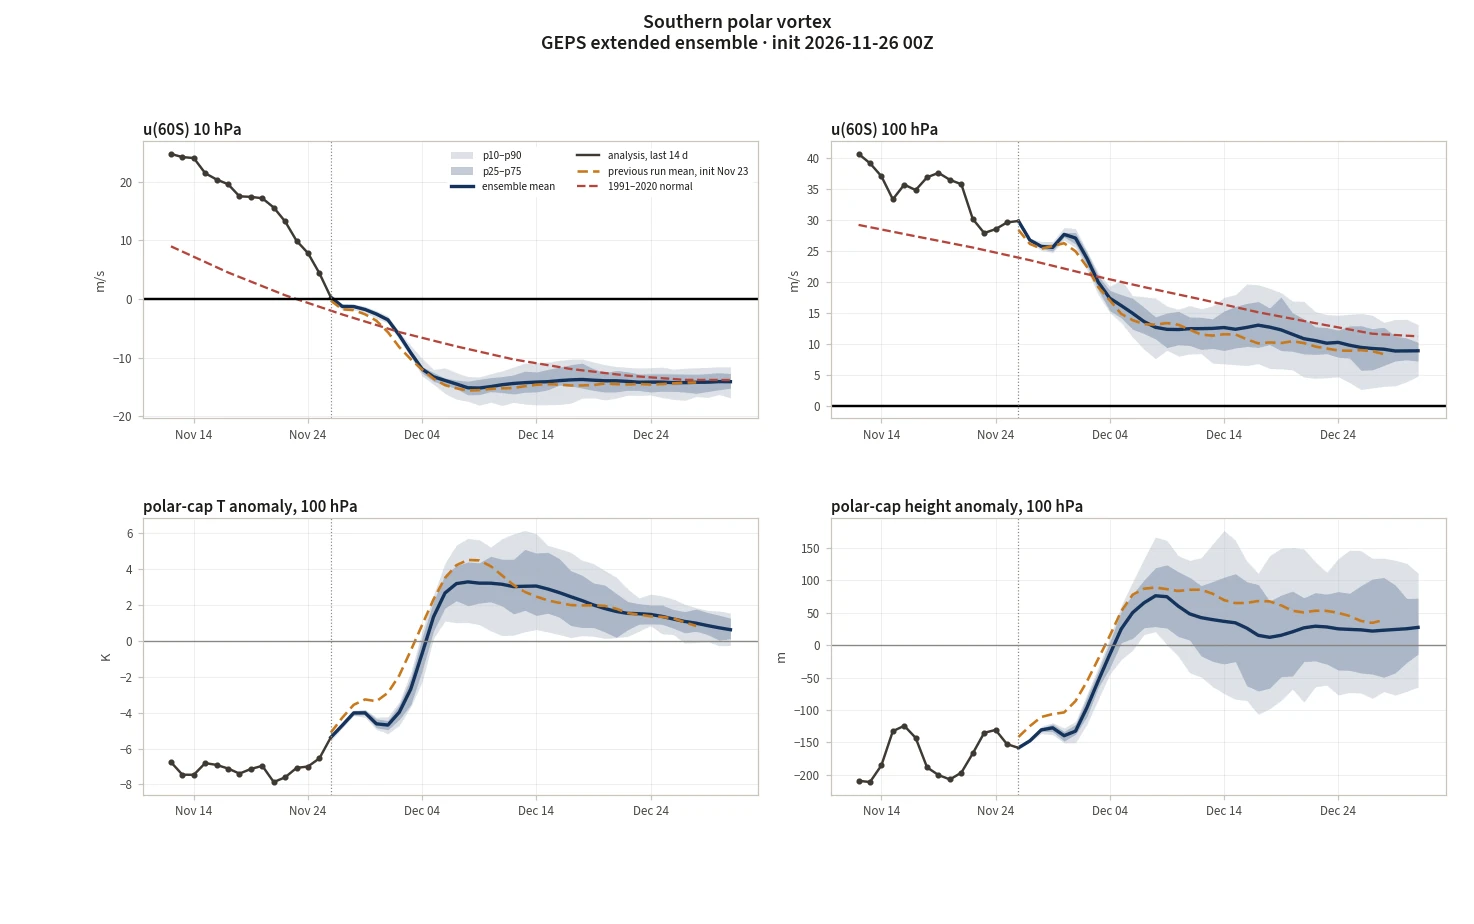 Southern polar vortex
GEPS extended ensemble · init 2026-11-26 00Z
u(60S) 10 hPa
p10–p90
p25–p75
ensemble mean
analysis, last 14 d
previous run mean, init Nov 23
1991–2020 normal
m/s
20
10
0
−10
−20
Nov 14
Nov 24
Dec 04
Dec 14
Dec 24
u(60S) 100 hPa
m/s
40
35
30
25
20
15
10
5
0
Nov 14
Nov 24
Dec 04
Dec 14
Dec 24
polar-cap T anomaly, 100 hPa
K
6
4
2
0
−2
−4
−6
−8
Nov 14
Nov 24
Dec 04
Dec 14
Dec 24
polar-cap height anomaly, 100 hPa
m
150
100
50
0
−50
−100
−150
−200
Nov 14
Nov 24
Dec 04
Dec 14
Dec 24